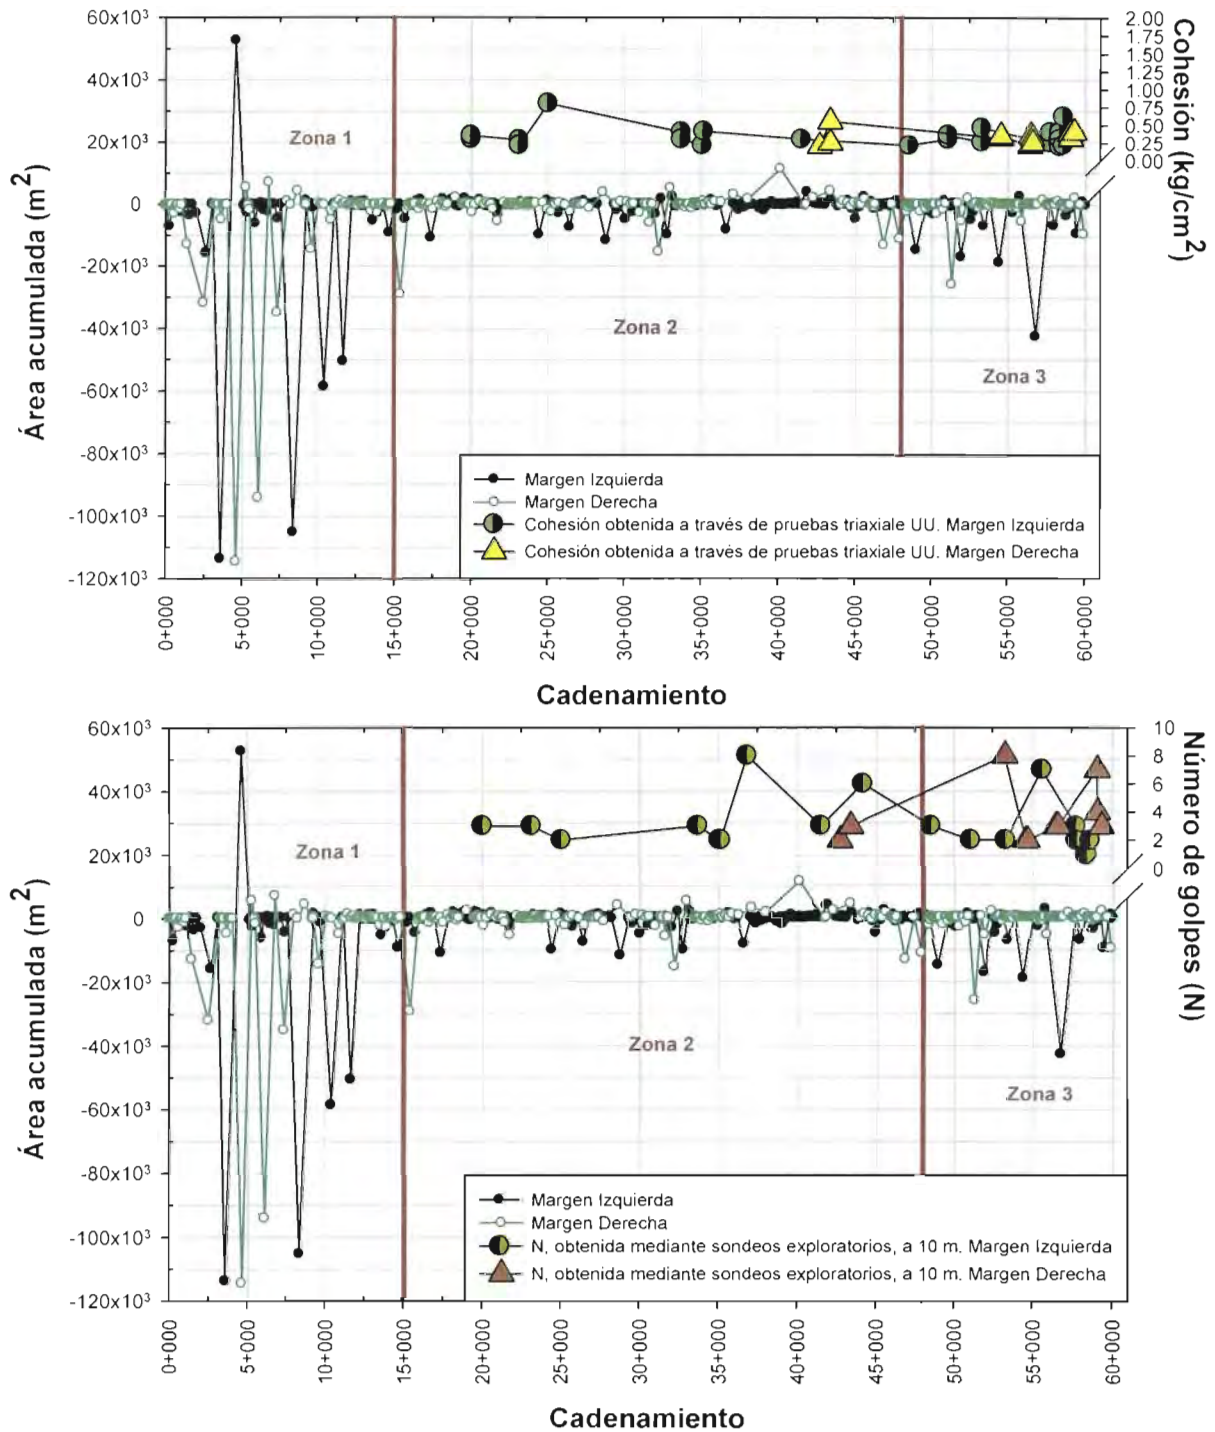 60x10³
40x10³
20x10³
0
-20x10³
-40x10³
-60x10³
-80x10³
-100x10³
-120x10³
Área acumulada (m²)
2.00
1.75
1.50
1.25
1.00
0.75
0.50
0.25
0.00
Cohesión (kg/cm²)
Zona 1
Zona 2
Zona 3
Margen Izquierda
Margen Derecha
Cohesión obtenida a través de pruebas triaxiale UU. Margen Izquierda
Cohesión obtenida a través de pruebas triaxiale UU. Margen Derecha
0+000
5+000
10+000
15+000
20+000
25+000
30+000
35+000
40+000
45+000
50+000
55+000
60+000
Cadenamiento
60x10³
40x10³
20x10³
0
-20x10³
-40x10³
-60x10³
-80x10³
-100x10³
-120x10³
Área acumulada (m²)
10
8
6
4
2
0
Número de golpes (N)
Zona 1
Zona 2
Zona 3
Margen Izquierda
Margen Derecha
N, obtenida mediante sondeos exploratorios, a 10 m. Margen Izquierda
N, obtenida mediante sondeos exploratorios, a 10 m. Margen Derecha
0+000
5+000
10+000
15+000
20+000
25+000
30+000
35+000
40+000
45+000
50+000
55+000
60+000
Cadenamiento